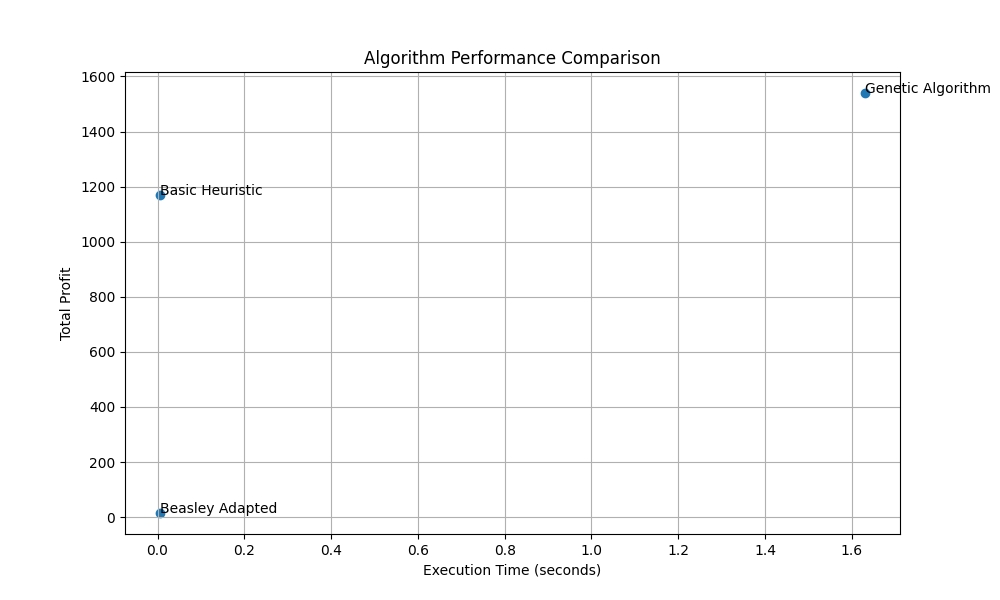 Algorithm Performance Comparison
1600
1400
1200
1000
800
600
400
200
0
Total Profit
Genetic Algorithm
Basic Heuristic
Beasley Adapted
0.0 0.2 0.4 0.6 0.8 1.0 1.2 1.4 1.6
Execution Time (seconds)